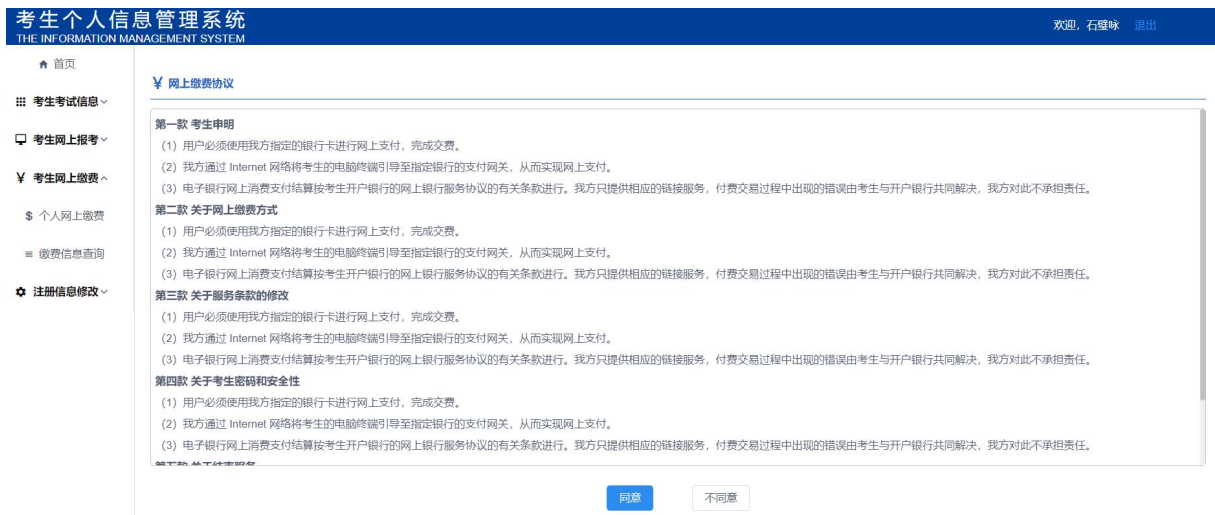 考生个人信息管理系统
THE INFORMATION MANAGEMENT SYSTEM
欢迎, 石璧咏 退出
首页
考生考试信息
考生网上报考
¥ 考生网上缴费
$ 个人网上缴费
缴费信息查询
注册信息修改
¥ 网上缴费协议
第一款 考生申明
（1）用户必须使用我方指定的银行卡进行网上支付，完成交费。
（2）我方通过 Internet 网络将考生的电脑终端引导至指定银行的支付网关，从而实现网上支付。
（3）电子银行网上消费支付结算按考生开户银行的网上银行服务协议的有关条款进行。我方只提供相应的链接服务，付费交易过程中出现的错误由考生与开户银行共同解决，我方对此不承担责任。
第二款 关于网上缴费方式
（1）用户必须使用我方指定的银行卡进行网上支付，完成交费。
（2）我方通过 Internet 网络将考生的电脑终端引导至指定银行的支付网关，从而实现网上支付。
（3）电子银行网上消费支付结算按考生开户银行的网上银行服务协议的有关条款进行。我方只提供相应的链接服务，付费交易过程中出现的错误由考生与开户银行共同解决，我方对此不承担责任。
第三款 关于服务条款的修改
（1）用户必须使用我方指定的银行卡进行网上支付，完成交费。
（2）我方通过 Internet 网络将考生的电脑终端引导至指定银行的支付网关，从而实现网上支付。
（3）电子银行网上消费支付结算按考生开户银行的网上银行服务协议的有关条款进行。我方只提供相应的链接服务，付费交易过程中出现的错误由考生与开户银行共同解决，我方对此不承担责任。
第四款 关于考生密码和安全性
（1）用户必须使用我方指定的银行卡进行网上支付，完成交费。
（2）我方通过 Internet 网络将考生的电脑终端引导至指定银行的支付网关，从而实现网上支付。
（3）电子银行网上消费支付结算按考生开户银行的网上银行服务协议的有关条款进行。我方只提供相应的链接服务，付费交易过程中出现的错误由考生与开户银行共同解决，我方对此不承担责任。
第五款 关于结束服务
同意 不同意